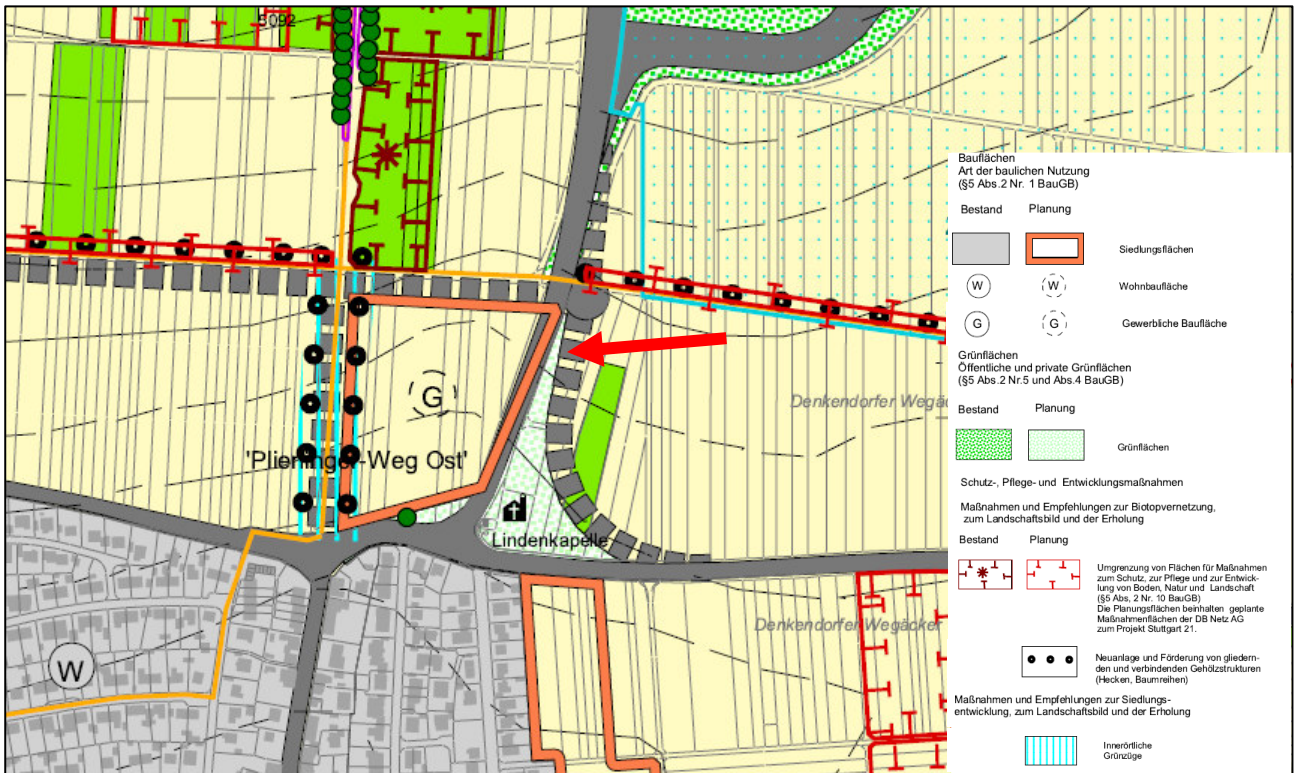 5092
G
'Plieninger-Weg Ost'
Lindenkapelle
Denkendorfer Wegäc
Denkendorfer Wegäcker
W
Bauflächen
Art der baulichen Nutzung
(§5 Abs.2 Nr. 1 BauGB)
Bestand Planung
Siedlungsflächen
W W Wohnbaufläche
G G Gewerbliche Baufläche
Grünflächen
Öffentliche und private Grünflächen
(§5 Abs.2 Nr.5 und Abs.4 BauGB)
Bestand Planung
Grünflächen
Schutz-, Pflege- und Entwicklungsmaßnahmen
Maßnahmen und Empfehlungen zur Biotopvernetzung,
zum Landschaftsbild und der Erholung
Bestand Planung
Umgrenzung von Flächen für Maßnahmen
zum Schutz, zur Pflege und zur Entwick-
lung von Boden, Natur und Landschaft
(§5 Abs, 2 Nr. 10 BauGB)
Die Planungsflächen beinhalten geplante
Maßnahmenflächen der DB Netz AG
zum Projekt Stuttgart 21.
Neuanlage und Förderung von gliedern-
den und verbindenden Gehölzstrukturen
(Hecken, Baumreihen)
Maßnahmen und Empfehlungen zur Siedlungs-
entwicklung, zum Landschaftsbild und der Erholung
Innerörtliche
Grünzüge